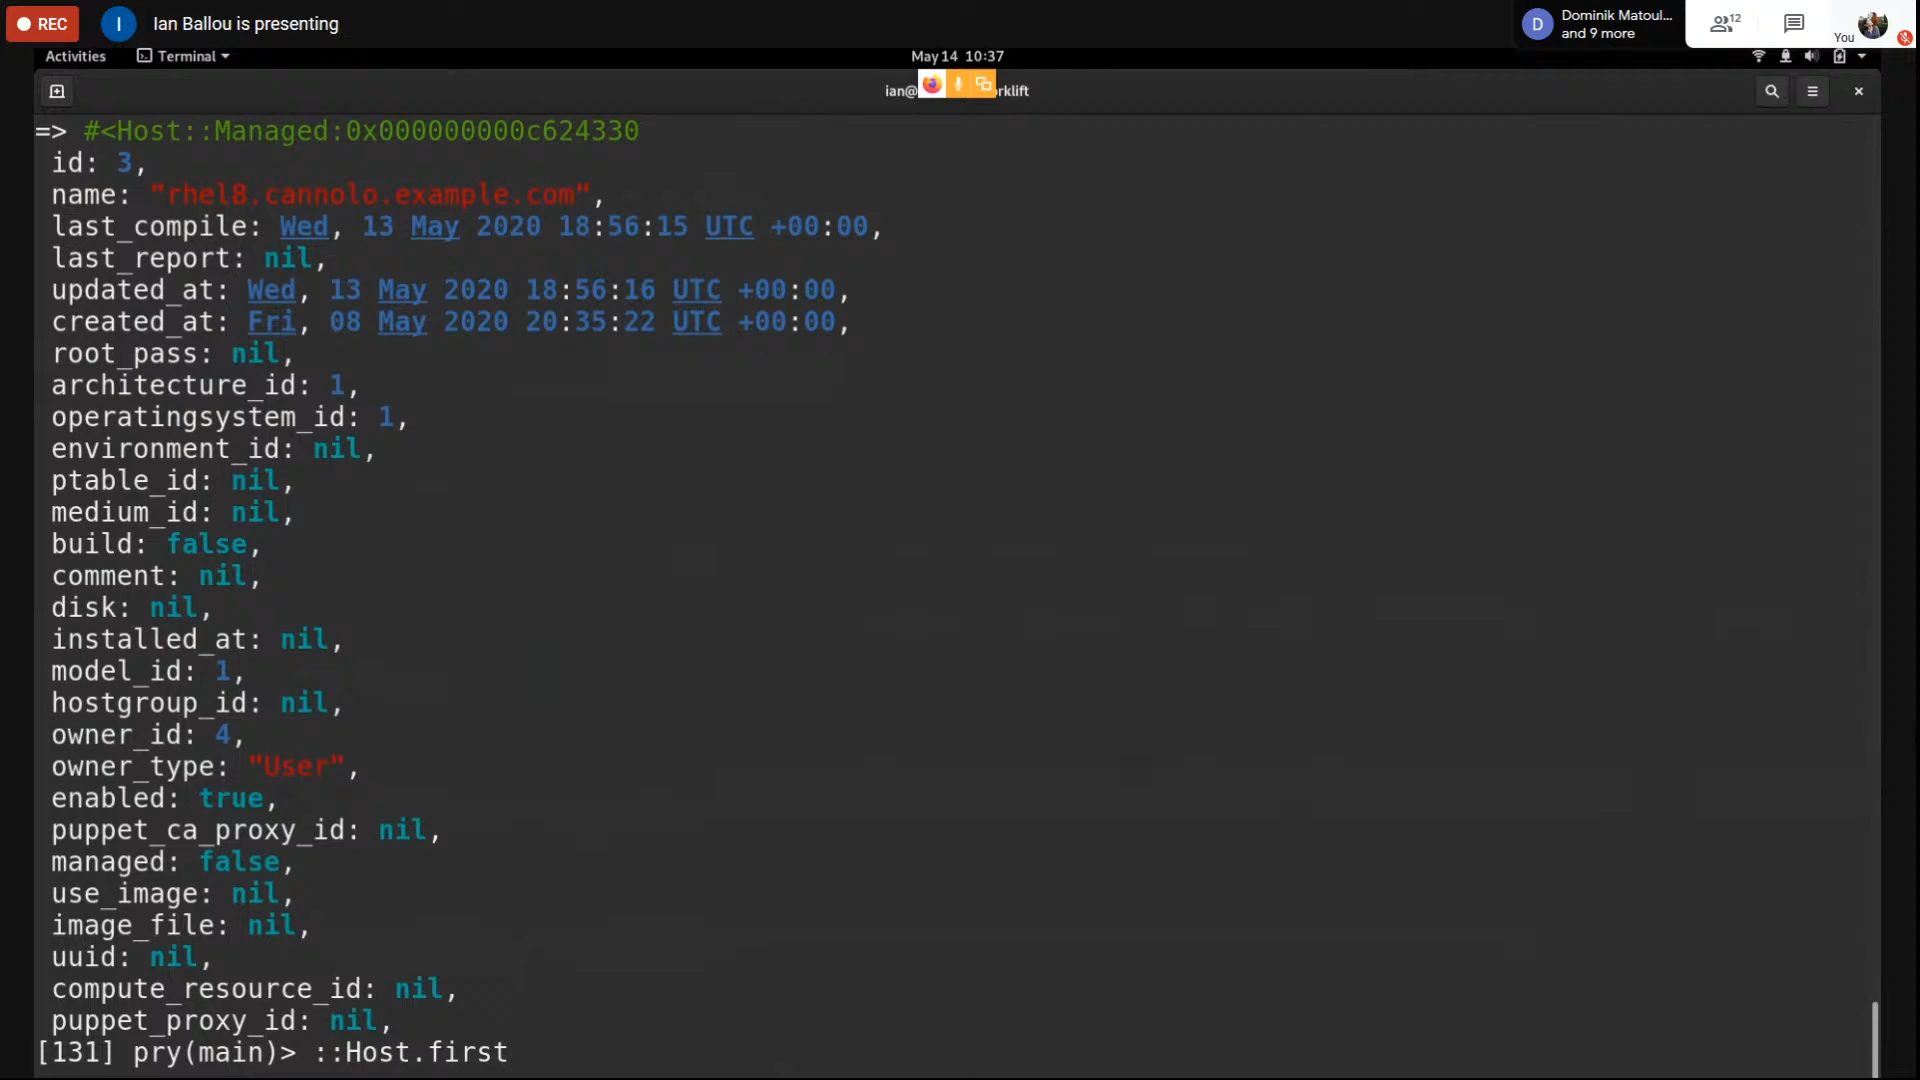 REC
I
Ian Ballou is presenting
D
Dominik Matoul...
and 9 more
12
You
Activities
Terminal
May 14 10:37
ian@
rklift
=> #<Host::Managed:0x000000000c624330
id: 3,
name: "rhel8.cannolo.example.com",
last_compile: Wed, 13 May 2020 18:56:15 UTC +00:00,
last_report: nil,
updated_at: Wed, 13 May 2020 18:56:16 UTC +00:00,
created_at: Fri, 08 May 2020 20:35:22 UTC +00:00,
root_pass: nil,
architecture_id: 1,
operatingsystem_id: 1,
environment_id: nil,
ptable_id: nil,
medium_id: nil,
build: false,
comment: nil,
disk: nil,
installed_at: nil,
model_id: 1,
hostgroup_id: nil,
owner_id: 4,
owner_type: "User",
enabled: true,
puppet_ca_proxy_id: nil,
managed: false,
use_image: nil,
image_file: nil,
uuid: nil,
compute_resource_id: nil,
puppet_proxy_id: nil,
[131] pry(main)> ::Host.first